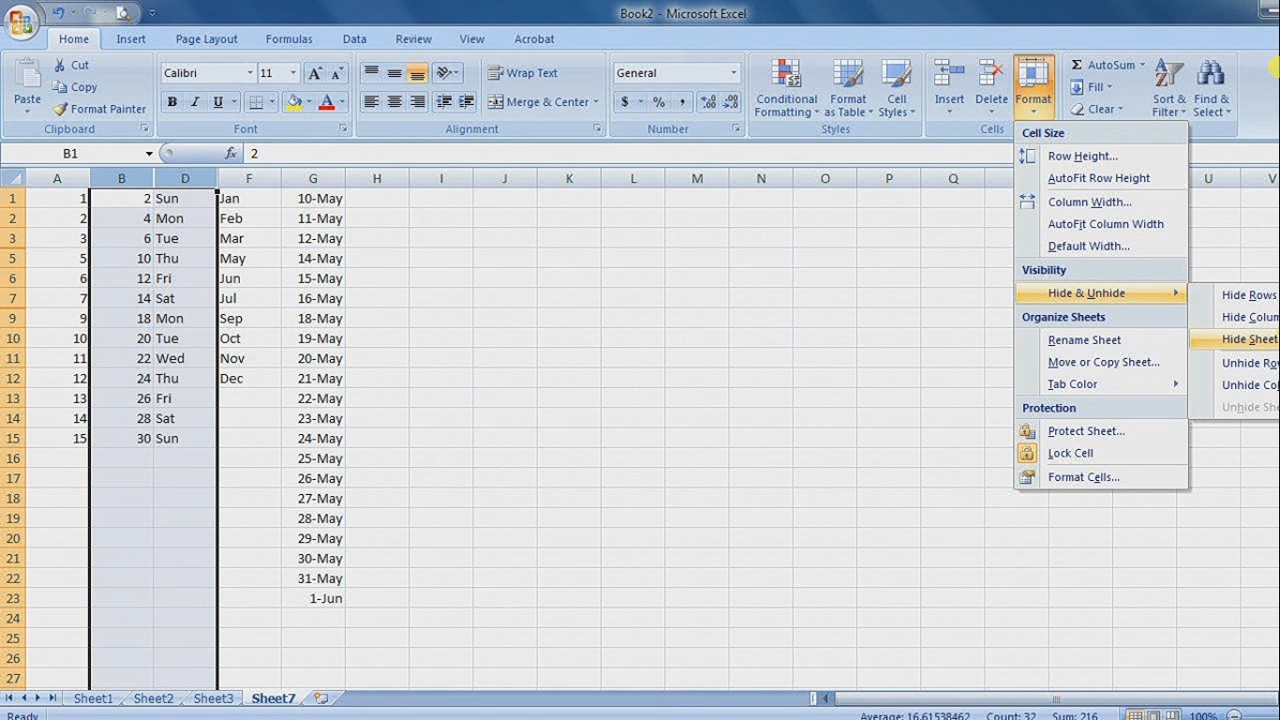 Book2 - Microsoft Excel
Home Insert Page Layout Formulas Data Review View Acrobat
Paste
Cut
Copy
Format Painter
Clipboard
Calibri 11
B I U
Font
Wrap Text
Merge & Center
Alignment
General
$ % ,
Number
Conditional Formatting
Format as Table
Cell Styles
Styles
Insert
Delete
Format
Cells
AutoSum
Fill
Clear
Sort & Filter
Find & Select
B1 fx 2
A B D F G H I J K L M N O P Q U V
1 1 2 Sun Jan 10-May
2 2 4 Mon Feb 11-May
3 3 6 Tue Mar 12-May
5 5 10 Thu May 14-May
6 6 12 Fri Jun 15-May
7 7 14 Sat Jul 16-May
9 9 18 Mon Sep 18-May
10 10 20 Tue Oct 19-May
11 11 22 Wed Nov 20-May
12 12 24 Thu Dec 21-May
13 13 26 Fri 22-May
14 14 28 Sat 23-May
15 15 30 Sun 24-May
16 25-May
17 26-May
18 27-May
19 28-May
20 29-May
21 30-May
22 31-May
23 1-Jun
24
25
26
27
Cell Size
Row Height...
AutoFit Row Height
Column Width...
AutoFit Column Width
Default Width...
Visibility
Hide & Unhide
Organize Sheets
Rename Sheet
Move or Copy Sheet...
Tab Color
Protection
Protect Sheet...
Lock Cell
Format Cells...
Hide Rows
Hide Colum
Hide Sheet
Unhide Ro
Unhide Co
Unhide She
Sheet1 Sheet2 Sheet3 Sheet7
Ready Average: 16.61538462 Count: 32 Sum: 216 100%